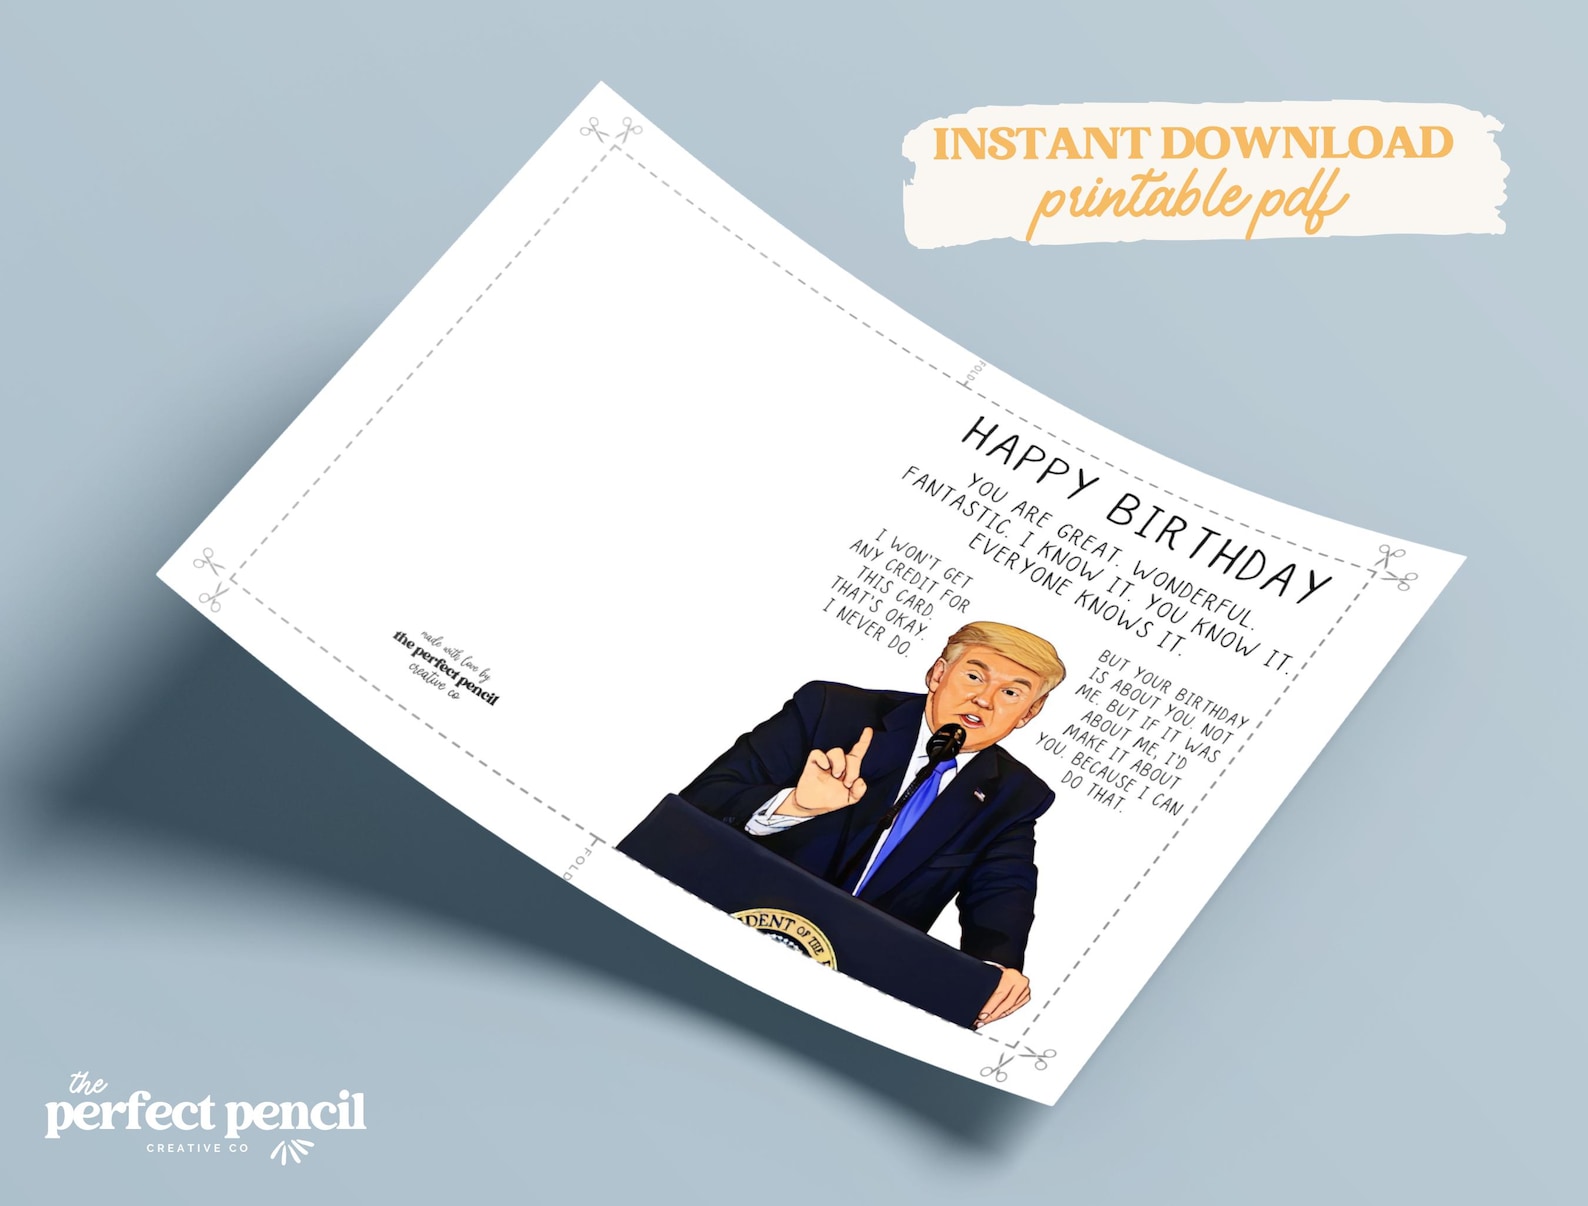 INSTANT DOWNLOAD
printable pdf
FOLD
HAPPY BIRTHDAY
YOU ARE GREAT. WONDERFUL.
FANTASTIC. I KNOW IT. YOU KNOW IT.
EVERYONE KNOWS IT.
I WON'T GET
ANY CREDIT FOR
THIS CARD.
THAT'S OKAY.
I NEVER DO.
BUT YOUR BIRTHDAY
IS ABOUT YOU. NOT
ME. BUT IF IT WAS
ABOUT ME, I'D
MAKE IT ABOUT
YOU. BECAUSE I CAN
DO THAT.
made with love by
the perfect pencil
creative co
FOLD
DENT OF THE
the
perfect pencil
CREATIVE CO